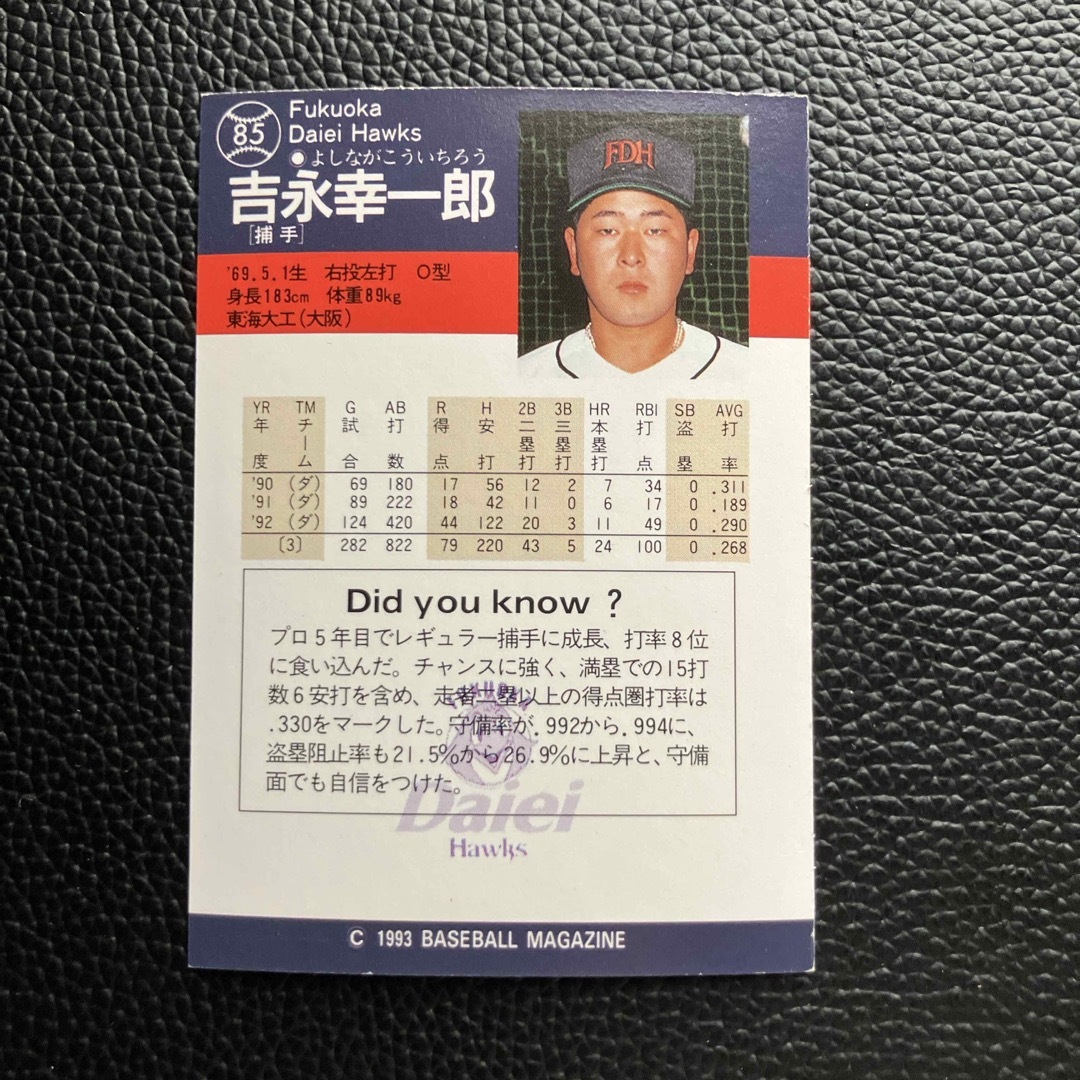 85
Fukuoka
Daiei Hawks
●よしながこういちろう
吉永幸一郎
[捕手]
FDH
'69.5.1生 右投左打 O型
身長183cm 体重89kg
東海大工(大阪)
YR TM G AB R H 2B 3B HR RBI SB AVG
年度 チーム 試合 打数 得点 安打 二塁打 三塁打 本塁打 打点 盗塁 打率
'90 (ダ) 69 180 17 56 12 2 7 34 0 .311
'91 (ダ) 89 222 18 42 11 0 6 17 0 .189
'92 (ダ) 124 420 44 122 20 3 11 49 0 .290
〔3〕 282 822 79 220 43 5 24 100 0 .268
Did you know ?
プロ5年目でレギュラー捕手に成長、打率8位
に食い込んだ。チャンスに強く、満塁での15打
数6安打を含め、走者二塁以上の得点圏打率は
.330をマークした。守備率が.992から.994に、
盗塁阻止率も21.5%から26.9%に上昇と、守備
面でも自信をつけた。
FUKUOKA
Daiei
Hawks
© 1993 BASEBALL MAGAZINE